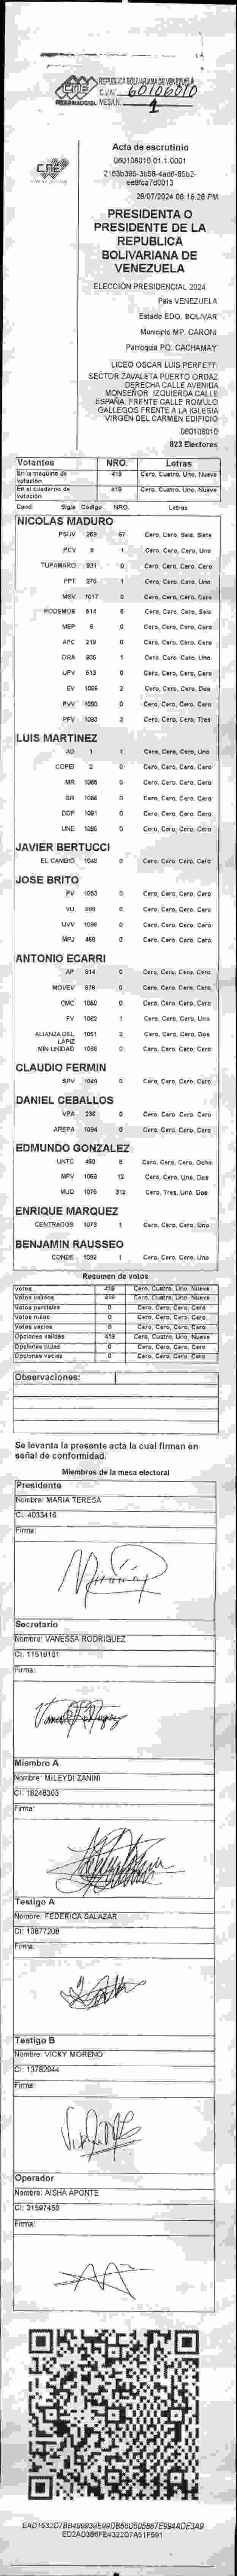 REPUBLICA BOLIVARIANA DE VENEZUELA
CNE
C.V.N. 60106010
PODER ELECTORAL MESA N. 1
CNE
Acta de escrutinio
060106010.01.1.0001
28/07/2024 08:16:28 PM
PRESIDENTA O
PRESIDENTE DE LA
REPUBLICA
BOLIVARIANA DE
VENEZUELA
ELECCIÓN PRESIDENCIAL 2024
Pais VENEZUELA
Estado EDO. BOLIVAR
Municipio MP. CARONI
Parroquia PQ. CACHAMAY
LICEO OSCAR LUIS PERFETTI
SECTOR ZAVALETA PUERTO ORDAZ
DERECHA CALLE AVENIDA
MONSEÑOR. IZQUIERDA CALLE
ESPAÑA. FRENTE CALLE ROMULO
GALLEGOS FRENTE A LA IGLESIA
VIRGEN DEL CARMEN EDIFICIO
060106010
823 Electores
Votantes NRO. Letras
En la maquina de votación 419 Cero, Cuatro, Uno, Nueve
En el cuaderno de votación 419 Cero, Cuatro, Uno, Nueve
Cand Sigla Codigo NRO. Letras
NICOLAS MADURO
PSUV 269 67 Cero, Cero, Seis, Siete
PCV 9 1 Cero, Cero, Cero, Uno
TUPAMARO 931 0 Cero, Cero, Cero, Cero
PPT 276 1 Cero, Cero, Cero, Uno
MSV 1017 0 Cero, Cero, Cero, Cero
PODEMOS 614 6 Cero, Cero, Cero, Seis
MEP 6 0 Cero, Cero, Cero, Cero
APC 219 0 Cero, Cero, Cero, Cero
ORA 906 1 Cero, Cero, Cero, Uno
UPV 513 0 Cero, Cero, Cero, Cero
EV 1099 2 Cero, Cero, Cero, Dos
PVV 1090 0 Cero, Cero, Cero, Cero
PFV 1083 3 Cero, Cero, Cero, Tres
LUIS MARTINEZ
AD 1 1 Cero, Cero, Cero, Uno
COPEI 2 0 Cero, Cero, Cero, Cero
MR 1065 0 Cero, Cero, Cero, Cero
BR 1066 0 Cero, Cero, Cero, Cero
DDP 1091 0 Cero, Cero, Cero, Cero
UNE 1095 0 Cero, Cero, Cero, Cero
JAVIER BERTUCCI
EL CAMBIO 1048 0 Cero, Cero, Cero, Cero
JOSE BRITO
PV 1053 0 Cero, Cero, Cero, Cero
VU 968 0 Cero, Cero, Cero, Cero
UVV 1096 0 Cero, Cero, Cero, Cero
MPJ 459 0 Cero, Cero, Cero, Cero
ANTONIO ECARRI
AP 814 0 Cero, Cero, Cero, Cero
MOVEV 878 0 Cero, Cero, Cero, Cero
CMC 1060 0 Cero, Cero, Cero, Cero
FV 1062 1 Cero, Cero, Cero, Uno
ALIANZA DEL LÁPIZ 1051 2 Cero, Cero, Cero, Dos
MIN UNIDAD 1068 0 Cero, Cero, Cero, Cero
CLAUDIO FERMIN
SPV 1049 0 Cero, Cero, Cero, Cero
DANIEL CEBALLOS
VPA 236 0 Cero, Cero, Cero, Cero
AREPA 1094 0 Cero, Cero, Cero, Cero
EDMUNDO GONZALEZ
UNTC 450 8 Cero, Cero, Cero, Ocho
MPV 1069 12 Cero, Cero, Uno, Dos
MUD 1076 312 Cero, Tres, Uno, Dos
ENRIQUE MARQUEZ
CENTRADOS 1073 1 Cero, Cero, Cero, Uno
BENJAMIN RAUSSEO
CONDE 1092 1 Cero, Cero, Cero, Uno
Resumen de votos
Votos 419 Cero, Cuatro, Uno, Nueve
Votos validos 419 Cero, Cuatro, Uno, Nueve
Votos parciales 0 Cero, Cero, Cero, Cero
Votos nulos 0 Cero, Cero, Cero, Cero
Votos vacios 0 Cero, Cero, Cero, Cero
Opciones validas 419 Cero, Cuatro, Uno, Nueve
Opciones nulas 0 Cero, Cero, Cero, Cero
Opciones vacias 0 Cero, Cero, Cero, Cero
Observaciones:
Se levanta la presente acta la cual firman en
señal de conformidad.
Miembros de la mesa electoral
Presidente
Nombre: MARIA TERESA
CI: 4033416
Firma:
Secretario
Nombre: VANESSA RODRIGUEZ
CI: 11519101
Firma:
Miembro A
Nombre: MILEYDI ZANINI
CI: 18248303
Firma:
Testigo A
Nombre: FEDERICA SALAZAR
CI: 10877208
Firma:
Testigo B
Nombre: VICKY MORENO
CI: 13782944
Firma:
Operador
Nombre: AISHA APONTE
CI: 31597450
Firma: